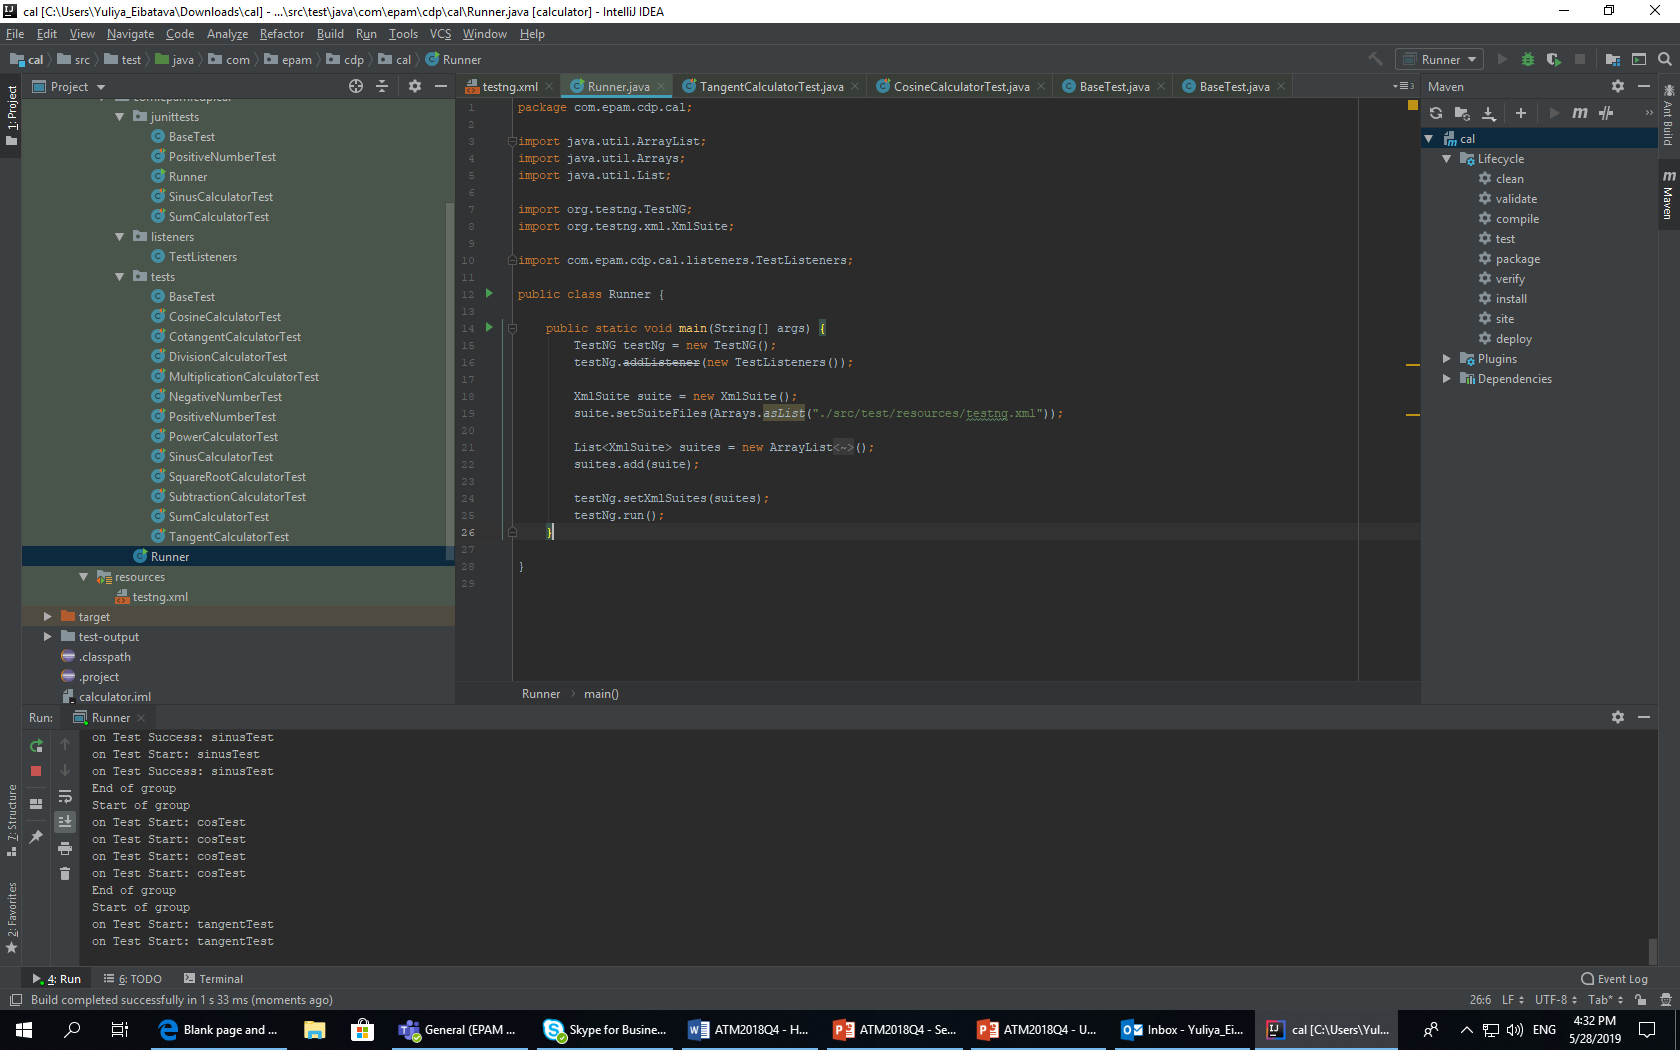 cal [C:\Users\Yuliya_Eibatava\Downloads\cal] - ...\src\test\java\com\epam\cdp\cal\Runner.java [calculator] - IntelliJ IDEA
File Edit View Navigate Code Analyze Refactor Build Run Tools VCS Window Help
cal src test java com epam cdp cal Runner
Runner
1: Project
Project
junittests
BaseTest
PositiveNumberTest
Runner
SinusCalculatorTest
SumCalculatorTest
listeners
TestListeners
tests
BaseTest
CosineCalculatorTest
CotangentCalculatorTest
DivisionCalculatorTest
MultiplicationCalculatorTest
NegativeNumberTest
PositiveNumberTest
PowerCalculatorTest
SinusCalculatorTest
SquareRootCalculatorTest
SubtractionCalculatorTest
SumCalculatorTest
TangentCalculatorTest
Runner
resources
testng.xml
target
test-output
.classpath
.project
calculator.iml
testng.xml Runner.java TangentCalculatorTest.java CosineCalculatorTest.java BaseTest.java BaseTest.java
1 package com.epam.cdp.cal;
2
3 import java.util.ArrayList;
4 import java.util.Arrays;
5 import java.util.List;
6
7 import org.testng.TestNG;
8 import org.testng.xml.XmlSuite;
9
10 import com.epam.cdp.cal.listeners.TestListeners;
11
12 public class Runner {
13
14 public static void main(String[] args) {
15 TestNG testNg = new TestNG();
16 testNg.addListener(new TestListeners());
17
18 XmlSuite suite = new XmlSuite();
19 suite.setSuiteFiles(Arrays.asList("./src/test/resources/testng.xml"));
20
21 List<XmlSuite> suites = new ArrayList<~>();
22 suites.add(suite);
23
24 testNg.setXmlSuites(suites);
25 testNg.run();
26 }
27
28 }
29
Runner main()
Maven
cal
Lifecycle
clean
validate
compile
test
package
verify
install
site
deploy
Plugins
Dependencies
Ant Build
Maven
Run: Runner
on Test Success: sinusTest
on Test Start: sinusTest
on Test Success: sinusTest
End of group
Start of group
on Test Start: cosTest
on Test Start: cosTest
on Test Start: cosTest
on Test Start: cosTest
End of group
Start of group
on Test Start: tangentTest
on Test Start: tangentTest
7: Structure
2: Favorites
4: Run 6: TODO Terminal Event Log
Build completed successfully in 1 s 33 ms (moments ago) 26:6 LF UTF-8 Tab*
Blank page and ... General (EPAM ... Skype for Busine... ATM2018Q4 - H... ATM2018Q4 - Se... ATM2018Q4 - U... Inbox - Yuliya_Ei... cal [C:\Users\Yul... ENG 4:32 PM
5/28/2019